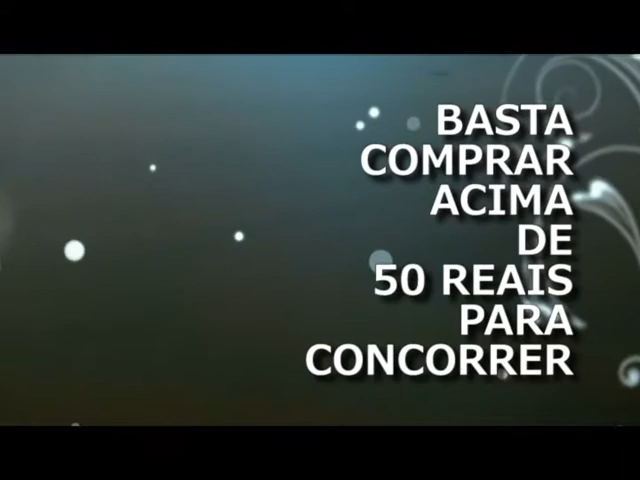 BASTA
COMPRAR
ACIMA
DE
50 REAIS
PARA
CONCORRER